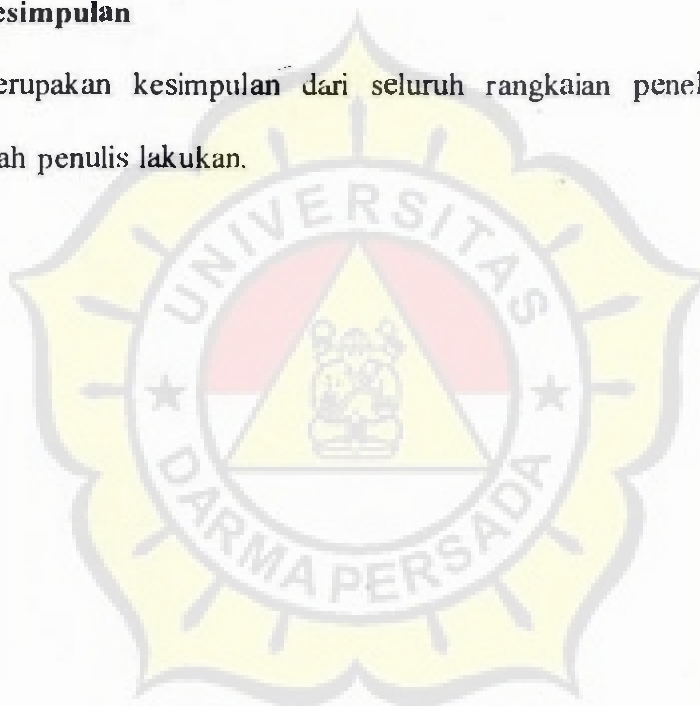 esimpulan
erupakan kesimpulan dari seluruh rangkaian penel
ah penulis lakukan.
UNIVERSITAS
DARMA PERSADA